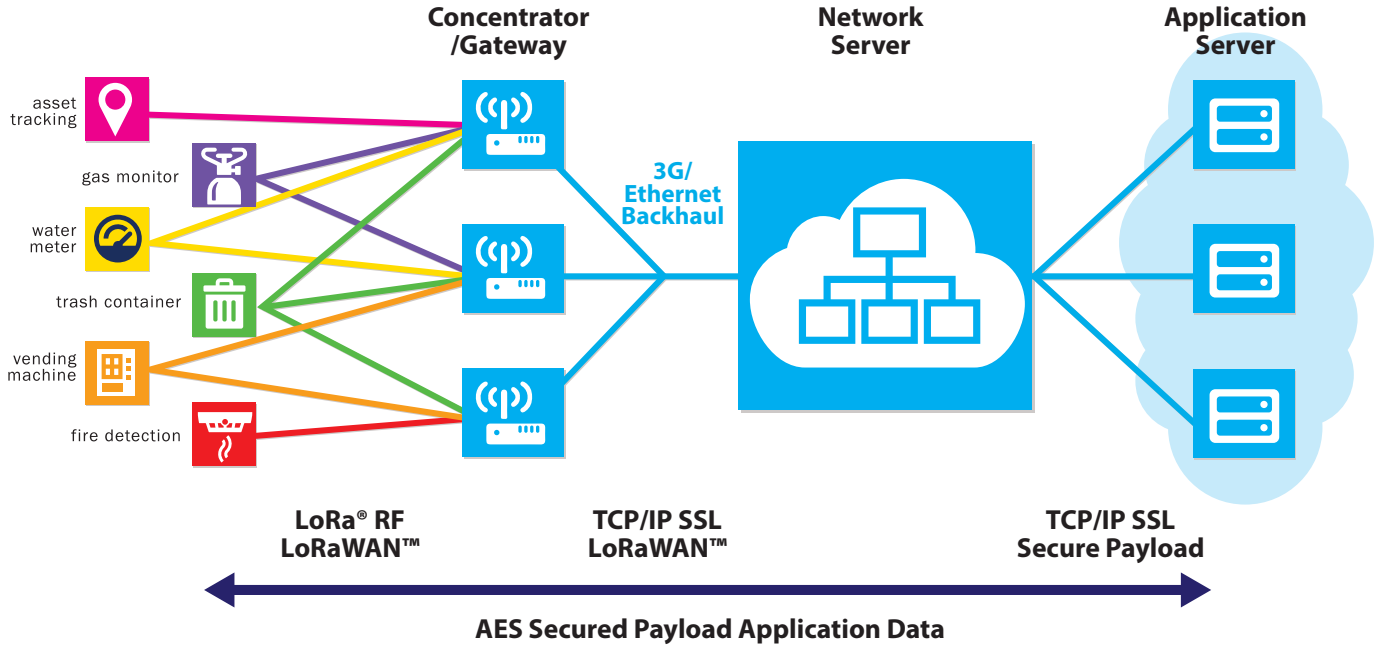 Concentrator
/Gateway
Network
Server
Application
Server
asset
tracking
gas monitor
water
meter
trash container
vending
machine
fire detection
3G/
Ethernet
Backhaul
LoRa® RF
LoRaWAN™
TCP/IP SSL
LoRaWAN™
TCP/IP SSL
Secure Payload
AES Secured Payload Application Data